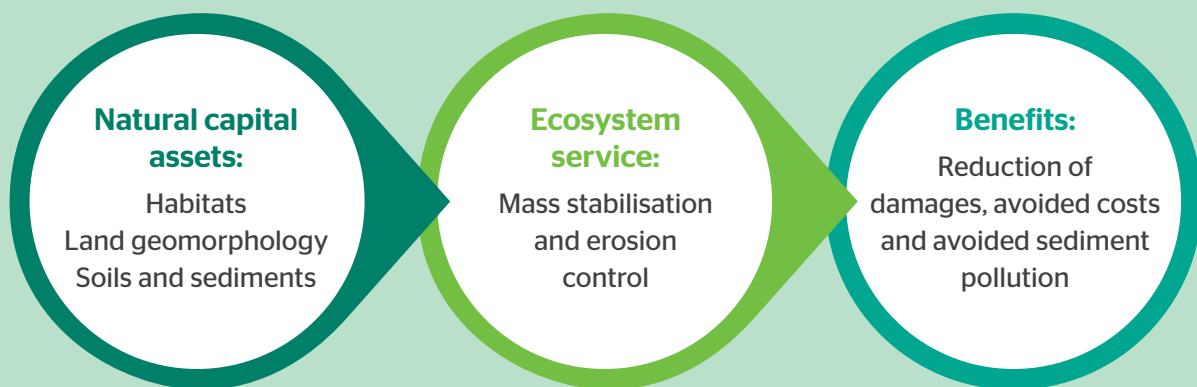 Natural capital
assets:
Habitats
Land geomorphology
Soils and sediments
Ecosystem
service:
Mass stabilisation
and erosion
control
Benefits:
Reduction of
damages, avoided costs
and avoided sediment
pollution